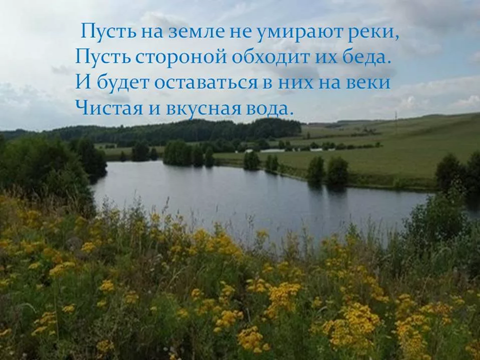 Пусть на земле не умирают реки,
Пусть стороной обходит их беда.
И будет оставаться в них на веки
Чистая и вкусная вода.